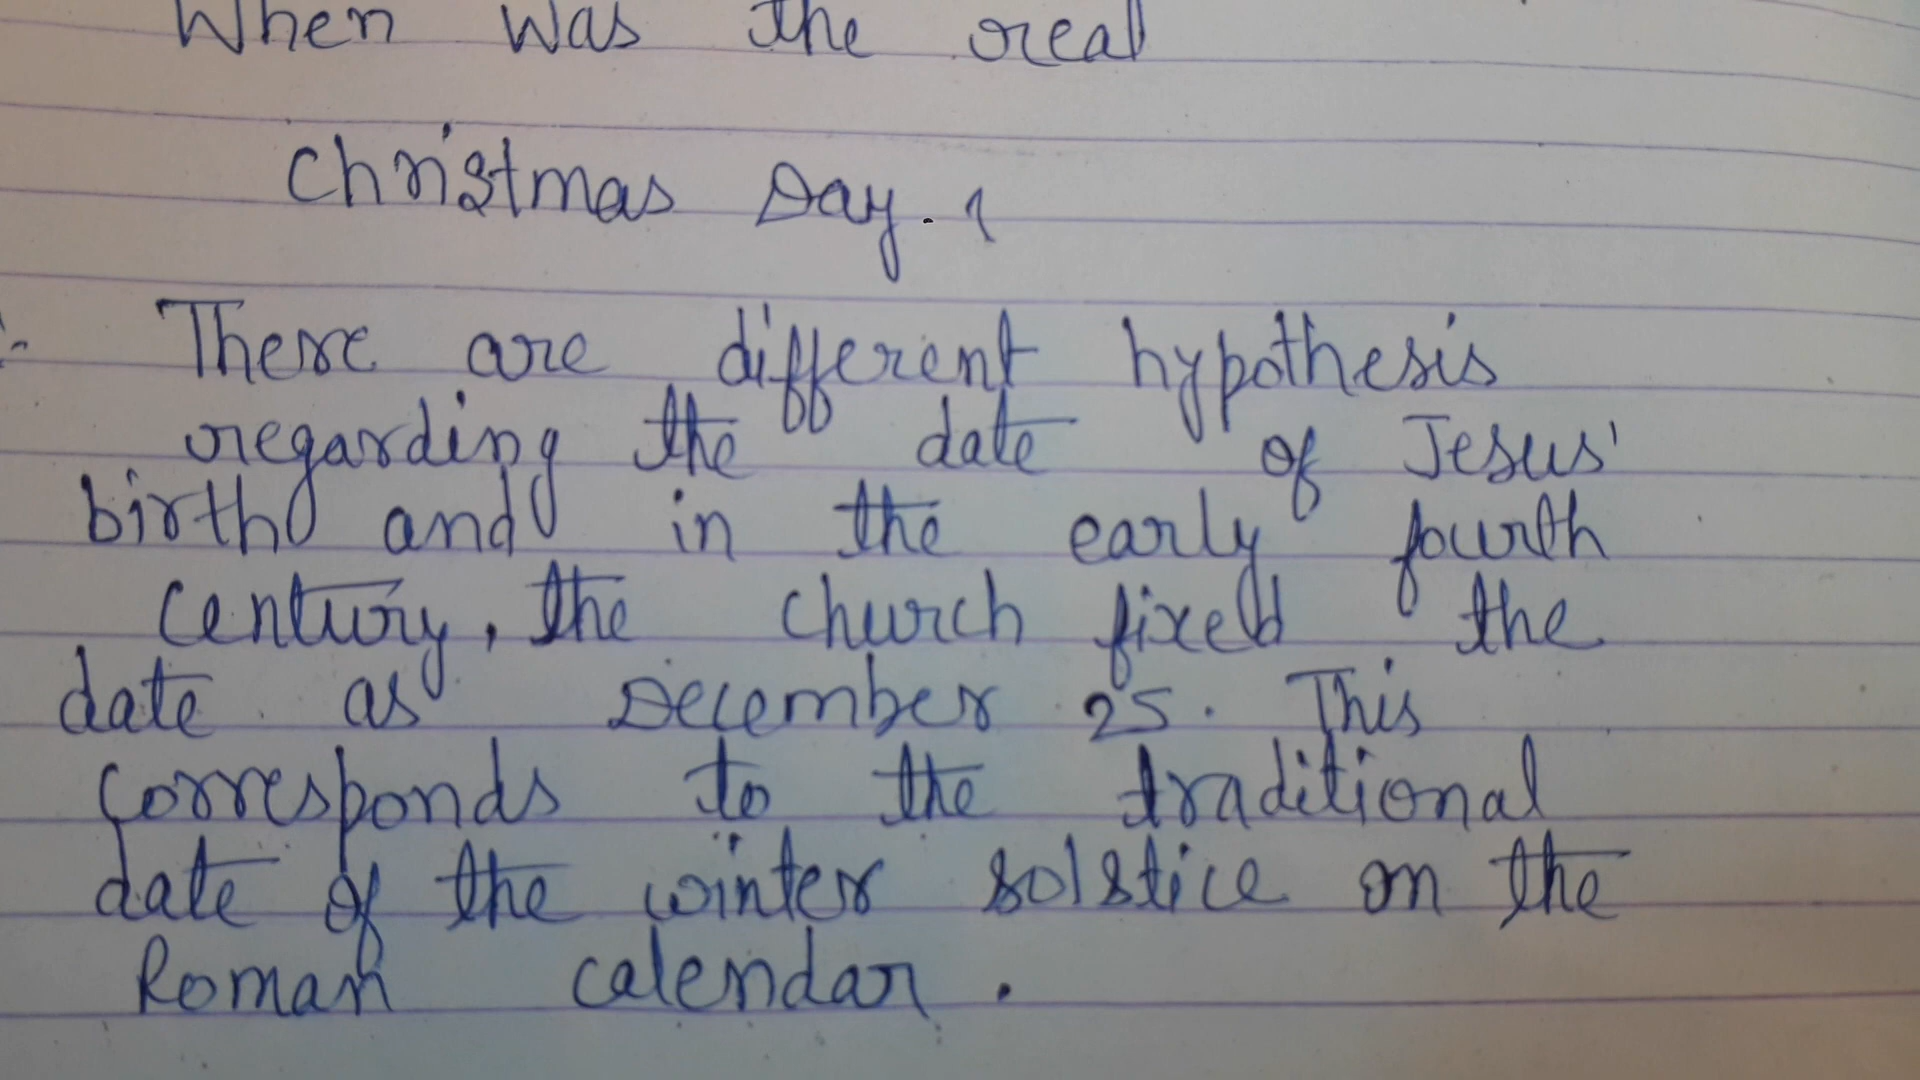 When was the real
Christmas Day. ?
:- There are different hypothesis
regarding the date of Jesus'
birth and in the early fourth
century, the church fixed the
date as December 25. This
corresponds to the traditional
date of the winter solstice on the
Roman calendar.